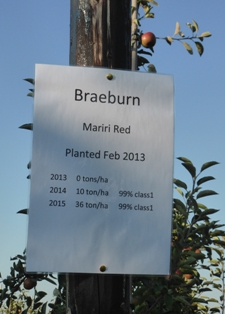 Braeburn
Mariri Red
Planted Feb 2013
2013 0 tons/ha
2014 10 ton/ha 99% class1
2015 36 ton/ha 99% class1